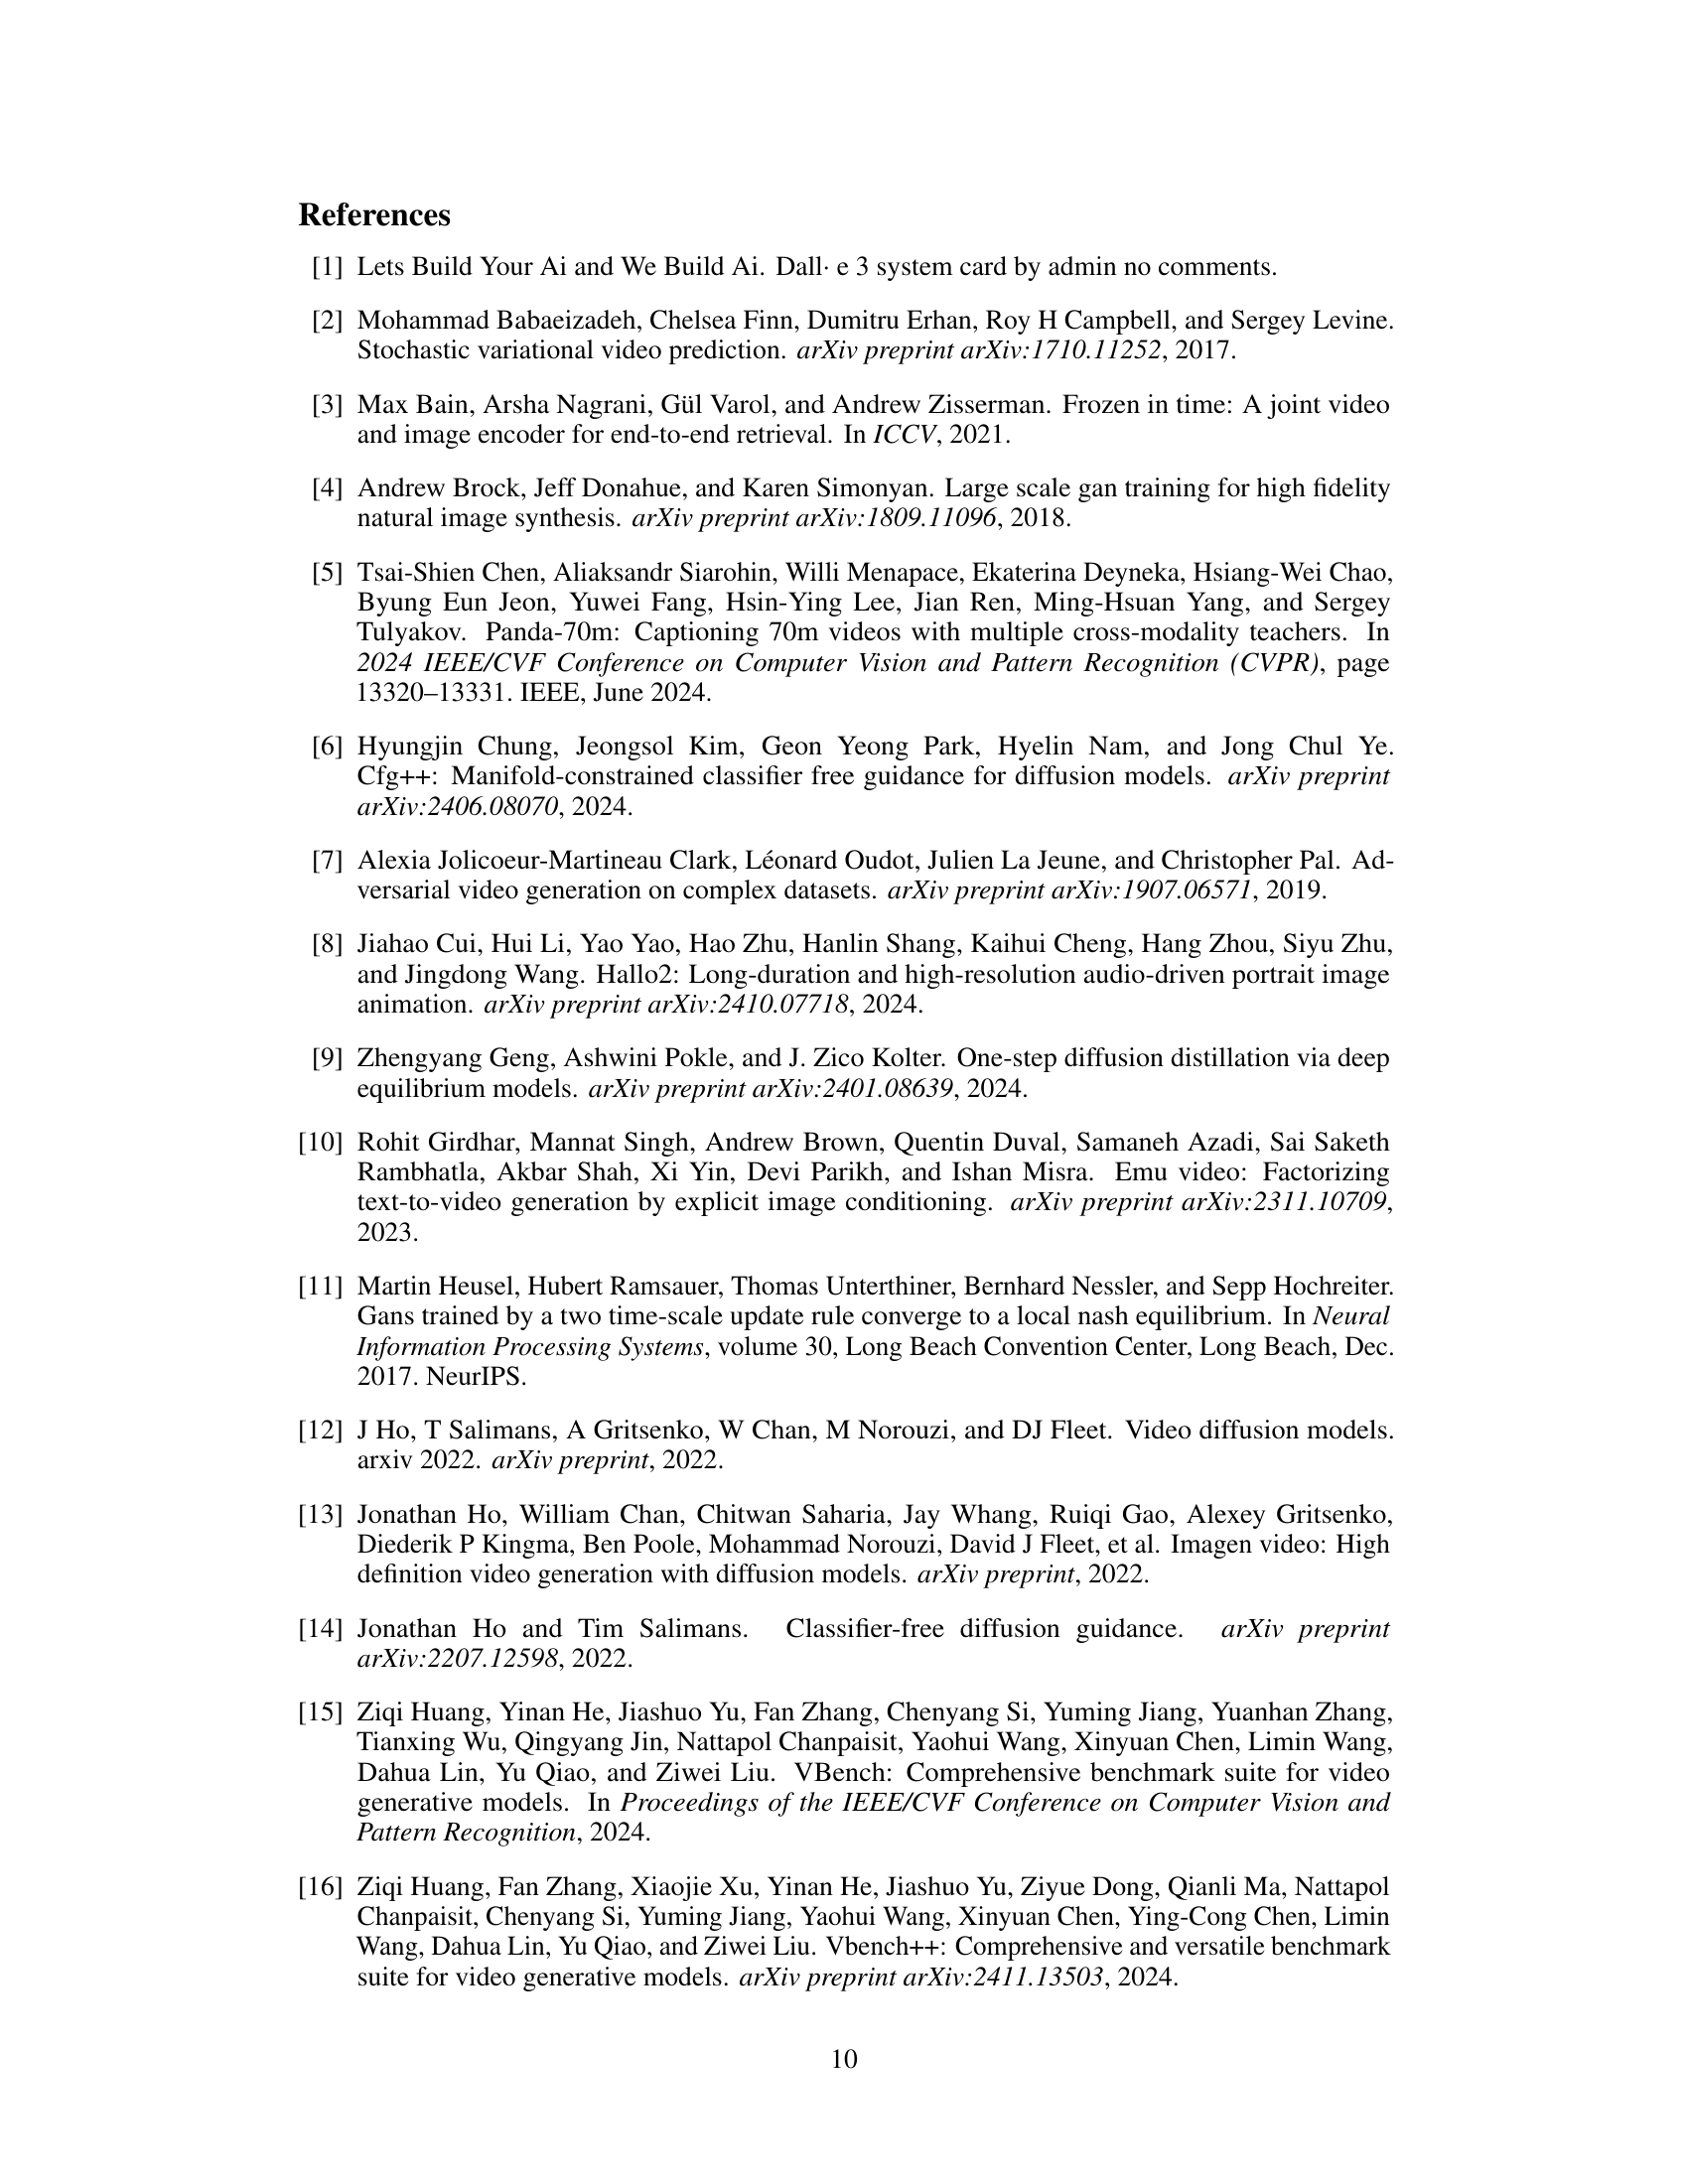 References
[1] Lets Build Your Ai and We Build Ai. Dall· e 3 system card by admin no comments.
[2] Mohammad Babaeizadeh, Chelsea Finn, Dumitru Erhan, Roy H Campbell, and Sergey Levine.
Stochastic variational video prediction. arXiv preprint arXiv:1710.11252, 2017.
[3] Max Bain, Arsha Nagrani, Gül Varol, and Andrew Zisserman. Frozen in time: A joint video
and image encoder for end-to-end retrieval. In ICCV, 2021.
[4] Andrew Brock, Jeff Donahue, and Karen Simonyan. Large scale gan training for high fidelity
natural image synthesis. arXiv preprint arXiv:1809.11096, 2018.
[5] Tsai-Shien Chen, Aliaksandr Siarohin, Willi Menapace, Ekaterina Deyneka, Hsiang-Wei Chao,
Byung Eun Jeon, Yuwei Fang, Hsin-Ying Lee, Jian Ren, Ming-Hsuan Yang, and Sergey
Tulyakov. Panda-70m: Captioning 70m videos with multiple cross-modality teachers. In
2024 IEEE/CVF Conference on Computer Vision and Pattern Recognition (CVPR), page
13320–13331. IEEE, June 2024.
[6] Hyungjin Chung, Jeongsol Kim, Geon Yeong Park, Hyelin Nam, and Jong Chul Ye.
Cfg++: Manifold-constrained classifier free guidance for diffusion models. arXiv preprint
arXiv:2406.08070, 2024.
[7] Alexia Jolicoeur-Martineau Clark, Léonard Oudot, Julien La Jeune, and Christopher Pal. Ad-
versarial video generation on complex datasets. arXiv preprint arXiv:1907.06571, 2019.
[8] Jiahao Cui, Hui Li, Yao Yao, Hao Zhu, Hanlin Shang, Kaihui Cheng, Hang Zhou, Siyu Zhu,
and Jingdong Wang. Hallo2: Long-duration and high-resolution audio-driven portrait image
animation. arXiv preprint arXiv:2410.07718, 2024.
[9] Zhengyang Geng, Ashwini Pokle, and J. Zico Kolter. One-step diffusion distillation via deep
equilibrium models. arXiv preprint arXiv:2401.08639, 2024.
[10] Rohit Girdhar, Mannat Singh, Andrew Brown, Quentin Duval, Samaneh Azadi, Sai Saketh
Rambhatla, Akbar Shah, Xi Yin, Devi Parikh, and Ishan Misra. Emu video: Factorizing
text-to-video generation by explicit image conditioning. arXiv preprint arXiv:2311.10709,
2023.
[11] Martin Heusel, Hubert Ramsauer, Thomas Unterthiner, Bernhard Nessler, and Sepp Hochreiter.
Gans trained by a two time-scale update rule converge to a local nash equilibrium. In Neural
Information Processing Systems, volume 30, Long Beach Convention Center, Long Beach, Dec.
2017. NeurIPS.
[12] J Ho, T Salimans, A Gritsenko, W Chan, M Norouzi, and DJ Fleet. Video diffusion models.
arxiv 2022. arXiv preprint, 2022.
[13] Jonathan Ho, William Chan, Chitwan Saharia, Jay Whang, Ruiqi Gao, Alexey Gritsenko,
Diederik P Kingma, Ben Poole, Mohammad Norouzi, David J Fleet, et al. Imagen video: High
definition video generation with diffusion models. arXiv preprint, 2022.
[14] Jonathan Ho and Tim Salimans. Classifier-free diffusion guidance. arXiv preprint
arXiv:2207.12598, 2022.
[15] Ziqi Huang, Yinan He, Jiashuo Yu, Fan Zhang, Chenyang Si, Yuming Jiang, Yuanhan Zhang,
Tianxing Wu, Qingyang Jin, Nattapol Chanpaisit, Yaohui Wang, Xinyuan Chen, Limin Wang,
Dahua Lin, Yu Qiao, and Ziwei Liu. VBench: Comprehensive benchmark suite for video
generative models. In Proceedings of the IEEE/CVF Conference on Computer Vision and
Pattern Recognition, 2024.
[16] Ziqi Huang, Fan Zhang, Xiaojie Xu, Yinan He, Jiashuo Yu, Ziyue Dong, Qianli Ma, Nattapol
Chanpaisit, Chenyang Si, Yuming Jiang, Yaohui Wang, Xinyuan Chen, Ying-Cong Chen, Limin
Wang, Dahua Lin, Yu Qiao, and Ziwei Liu. Vbench++: Comprehensive and versatile benchmark
suite for video generative models. arXiv preprint arXiv:2411.13503, 2024.
10